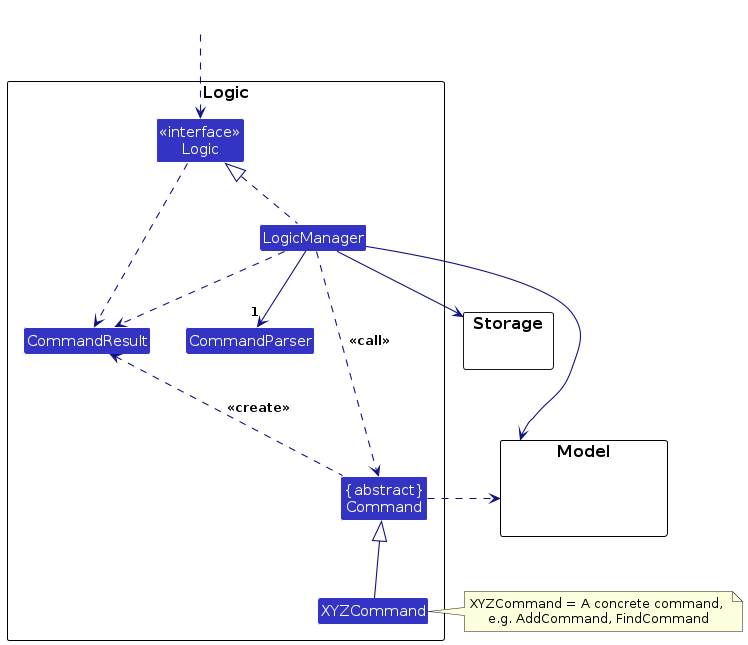 Logic
«interface»
Logic
LogicManager
1
Storage
CommandResult
CommandParser
«call»
«create»
Model
{abstract}
Command
XYZCommand
XYZCommand = A concrete command,
e.g. AddCommand, FindCommand